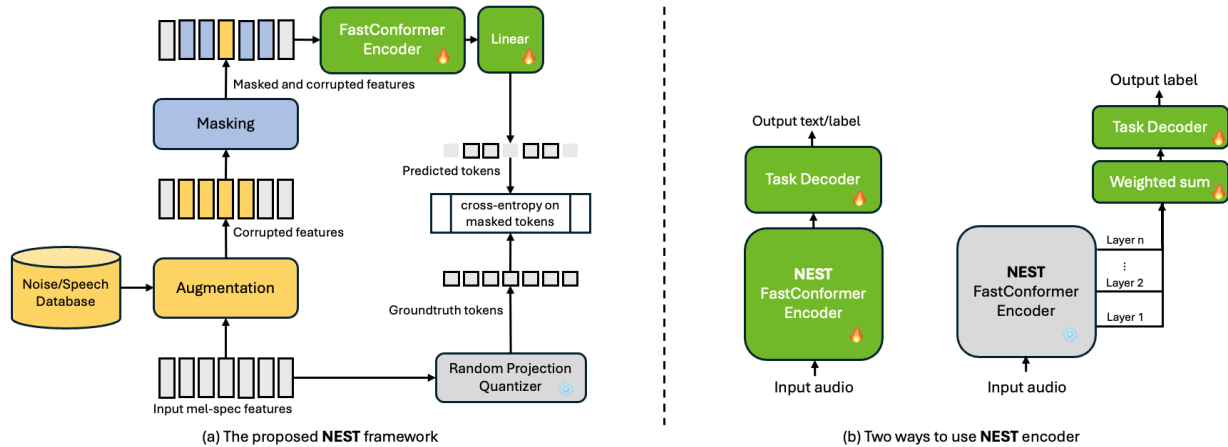 FastConformer
Encoder
Linear
Masked and corrupted features
Masking
Predicted tokens
cross-entropy on
masked tokens
Corrupted features
Noise/Speech
Database
Augmentation
Groundtruth tokens
Random Projection
Quantizer
Input mel-spec features
(a) The proposed NEST framework
Output text/label
Task Decoder
NEST
FastConformer
Encoder
Input audio
Output label
Task Decoder
Weighted sum
Layer n
⋮
Layer 2
Layer 1
NEST
FastConformer
Encoder
Input audio
(b) Two ways to use NEST encoder